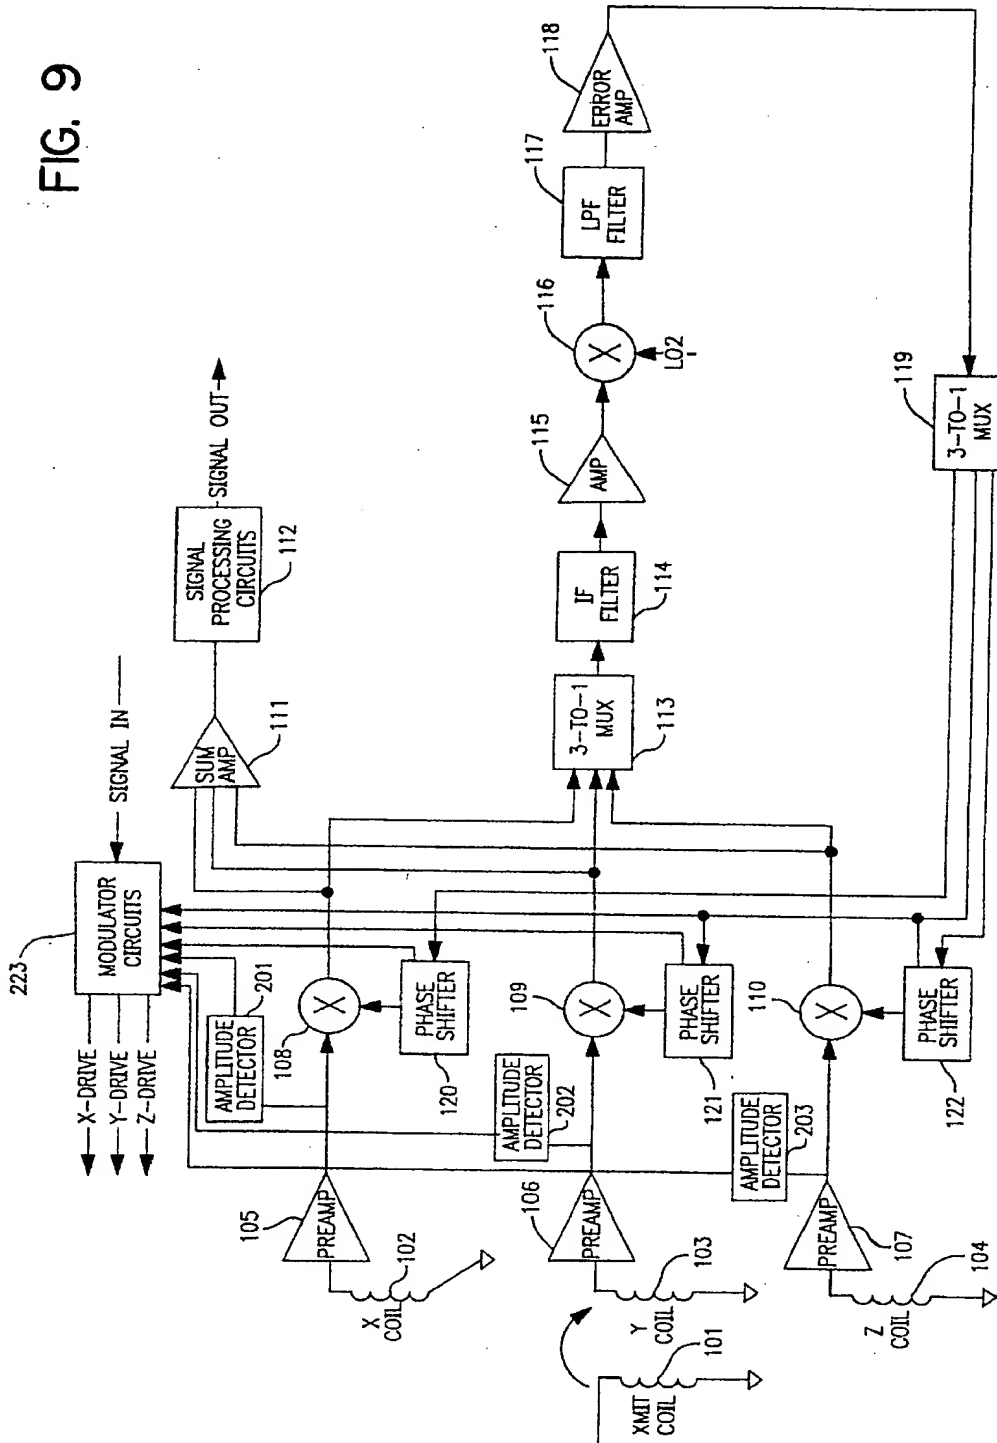 FIG. 9
223
MODULATOR
CIRCUITS
SIGNAL IN
X-DRIVE
Y-DRIVE
Z-DRIVE
SUM
AMP
111
SIGNAL
PROCESSING
CIRCUITS
112
SIGNAL OUT
AMPLITUDE
DETECTOR
201
X
108
PHASE
SHIFTER
120
105
PREAMP
102
X
COIL
AMPLITUDE
DETECTOR
202
X
109
PHASE
SHIFTER
121
106
PREAMP
103
Y
COIL
101
XMIT
COIL
3-TO-1
MUX
113
IF
FILTER
114
AMP
115
X
116
LO2
LPF
FILTER
117
ERROR
AMP
118
AMPLITUDE
DETECTOR
203
X
110
PHASE
SHIFTER
122
PREAMP
107
104
Z
COIL
3-TO-1
MUX
119